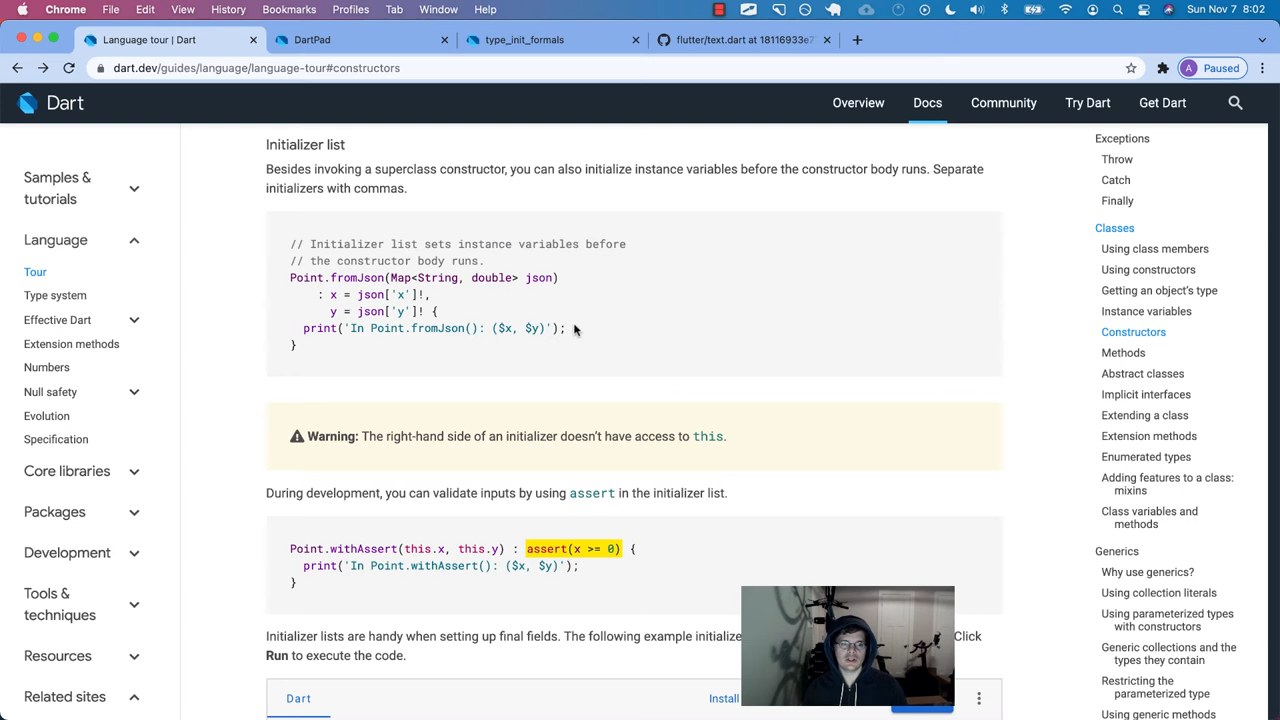 Chrome File Edit View History Bookmarks Profiles Tab Window Help Sun Nov 7 8:02
Language tour | Dart DartPad type_init_formals flutter/text.dart at 18116933e7
dart.dev/guides/language/language-tour#constructors A Paused
Dart Overview Docs Community Try Dart Get Dart
Samples &
tutorials
Language
Tour
Type system
Effective Dart
Extension methods
Numbers
Null safety
Evolution
Specification
Core libraries
Packages
Development
Tools &
techniques
Resources
Related sites
Initializer list
Besides invoking a superclass constructor, you can also initialize instance variables before the constructor body runs. Separate
initializers with commas.
// Initializer list sets instance variables before
// the constructor body runs.
Point.fromJson(Map<String, double> json)
: x = json['x']!,
y = json['y']! {
print('In Point.fromJson(): ($x, $y)');
}
Warning: The right-hand side of an initializer doesn't have access to this.
During development, you can validate inputs by using assert in the initializer list.
Point.withAssert(this.x, this.y) : assert(x >= 0) {
print('In Point.withAssert(): ($x, $y)');
}
Initializer lists are handy when setting up final fields. The following example initialize Click
Run to execute the code.
Dart Install
Exceptions
Throw
Catch
Finally
Classes
Using class members
Using constructors
Getting an object's type
Instance variables
Constructors
Methods
Abstract classes
Implicit interfaces
Extending a class
Extension methods
Enumerated types
Adding features to a class:
mixins
Class variables and
methods
Generics
Why use generics?
Using collection literals
Using parameterized types
with constructors
Generic collections and the
types they contain
Restricting the
parameterized type
Using generic methods